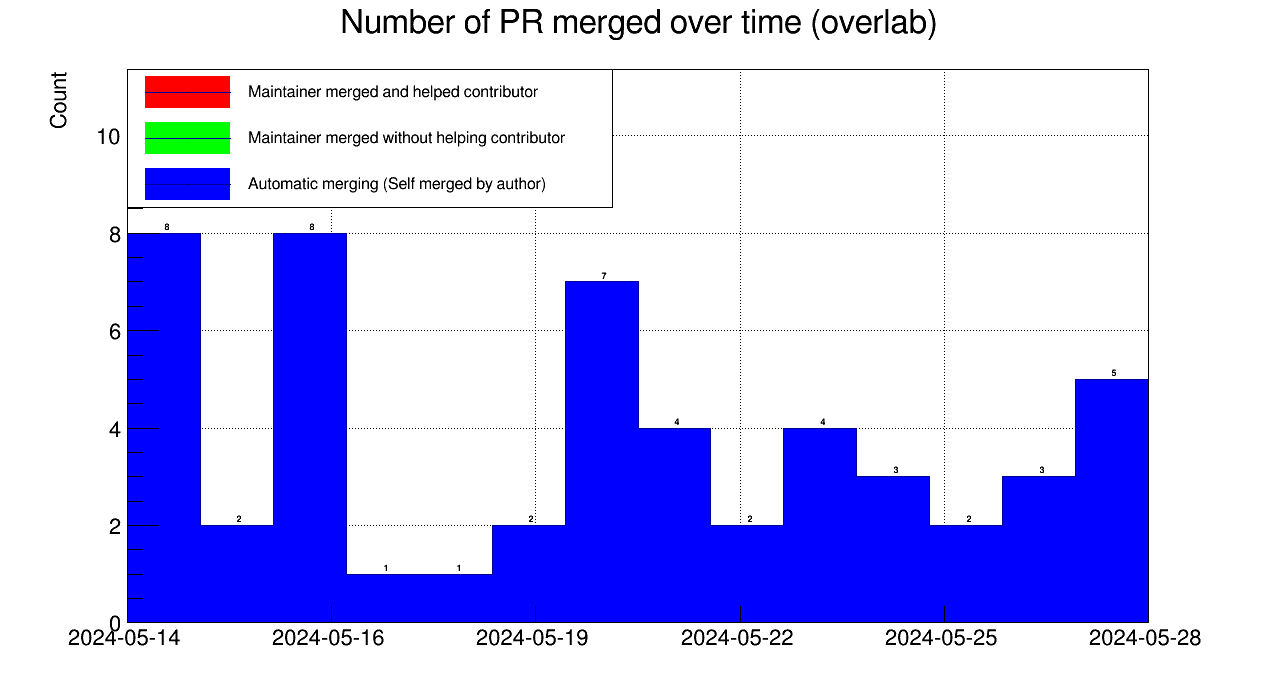 Number of PR merged over time (overlab)
Count
Maintainer merged and helped contributor
Maintainer merged without helping contributor
Automatic merging (Self merged by author)
10
8
6
4
2
0
8 2 8 1 1 2 7 4 2 4 3 2 3 5
2024-05-14 2024-05-16 2024-05-19 2024-05-22 2024-05-25 2024-05-28